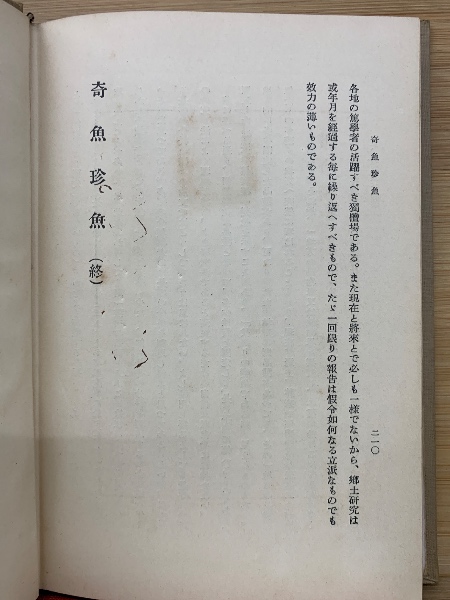 奇魚珍魚
二一〇
各地の篤學者の活躍すべき獨擅場である。また現在と將來とで必しも一樣でないから、鄕土研究は
或年月を經過する每に繰り返へすべきもので、たゞ一回限りの報告は假令如何なる立派なものでも
效力の薄いものである。
奇魚珍魚（終）